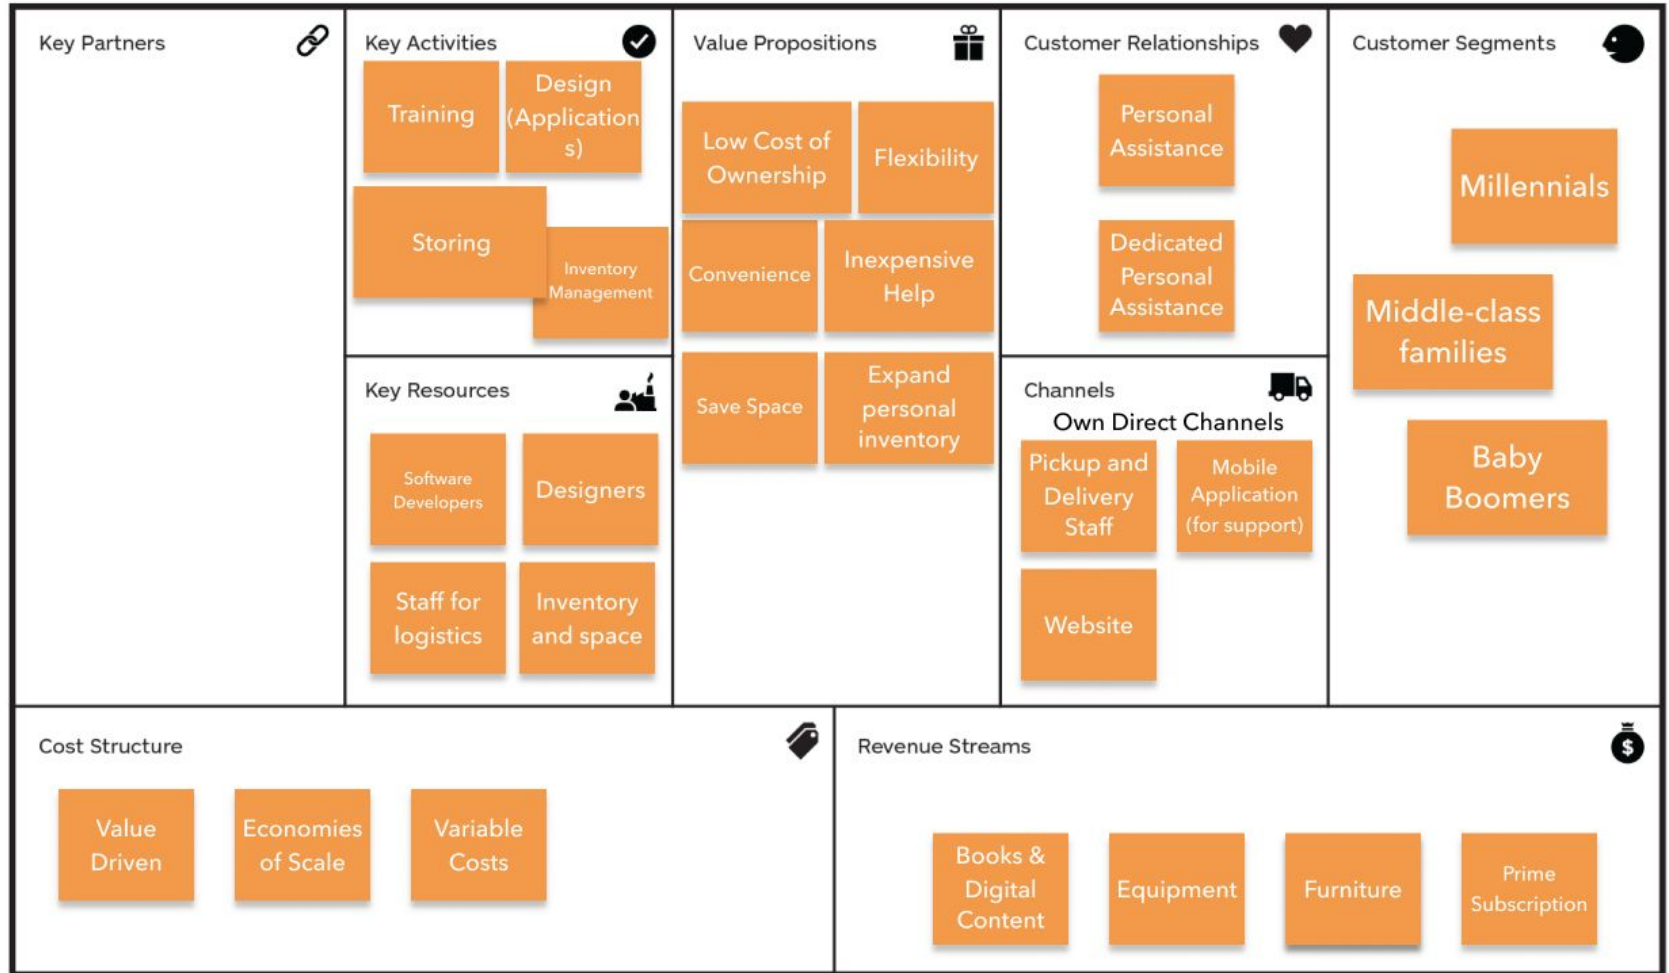 Key Partners
Key Activities
Training
Design
(Application
s)
Storing
Inventory
Management
Key Resources
Software
Developers
Designers
Staff for
logistics
Inventory
and space
Value Propositions
Low Cost of
Ownership
Flexibility
Convenience
Inexpensive
Help
Save Space
Expand
personal
inventory
Customer Relationships
Personal
Assistance
Dedicated
Personal
Assistance
Channels
Own Direct Channels
Pickup and
Delivery
Staff
Mobile
Application
(for support)
Website
Customer Segments
Millennials
Middle-class
families
Baby
Boomers
Cost Structure
Value
Driven
Economies
of Scale
Variable
Costs
Revenue Streams
$
Books &
Digital
Content
Equipment
Furniture
Prime
Subscription